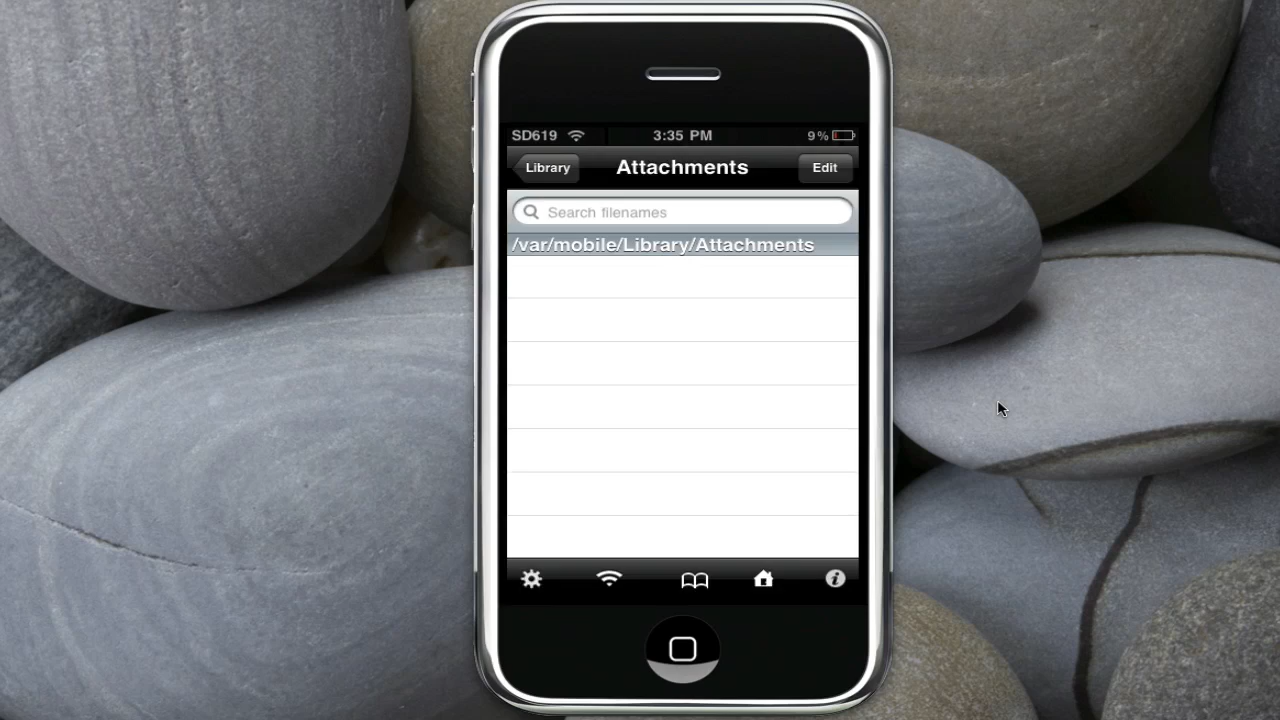 SD619 3:35 PM 9%
Library Attachments Edit
Search filenames
/var/mobile/Library/Attachments